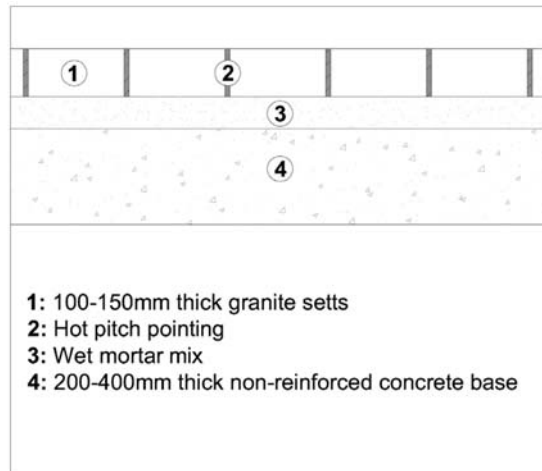 1
2
3
4
1: 100-150mm thick granite setts
2: Hot pitch pointing
3: Wet mortar mix
4: 200-400mm thick non-reinforced concrete base